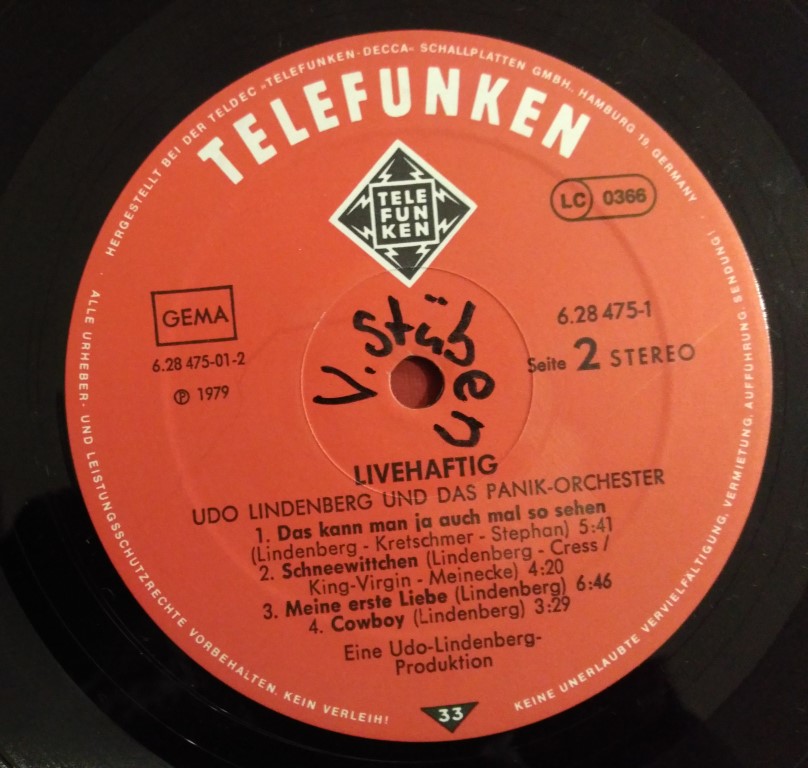 HERGESTELLT BEI DER TELDEC »TELEFUNKEN-DECCA« SCHALLPLATTEN GMBH., HAMBURG 19, GERMANY
TELEFUNKEN
TELE
FUN
KEN
LC 0366
GEMA
6.28 475-01-2
Ⓟ 1979
V. Stüben
6.28 475-1
Seite 2 STEREO
LIVEHAFTIG
UDO LINDENBERG UND DAS PANIK-ORCHESTER
1. Das kann man ja auch mal so sehen
(Lindenberg - Kretschmer - Stephan) 5:41
2. Schneewittchen (Lindenberg - Cress /
King-Virgin - Meinecke) 4:20
3. Meine erste Liebe (Lindenberg) 6:46
4. Cowboy (Lindenberg) 3:29
Eine Udo-Lindenberg-
Produktion
33
ALLE URHEBER- UND LEISTUNGSSCHUTZRECHTE VORBEHALTEN. KEIN VERLEIH!
KEINE UNERLAUBTE VERVIELFÄLTIGUNG, VERMIETUNG, AUFFÜHRUNG, SENDUNG!